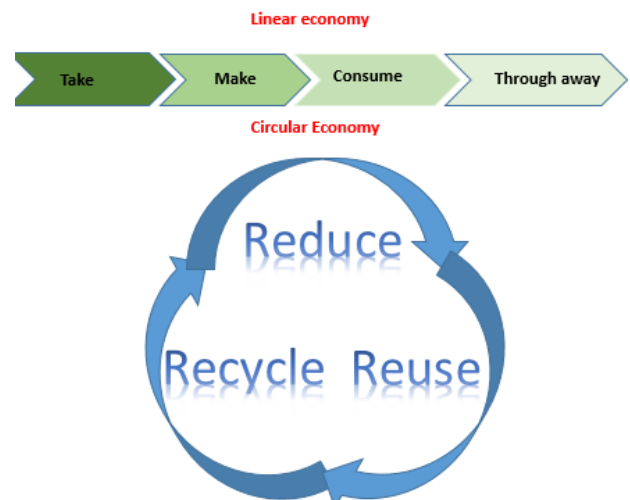 Linear economy
Take Make Consume Through away
Circular Economy
Reduce
Recycle Reuse